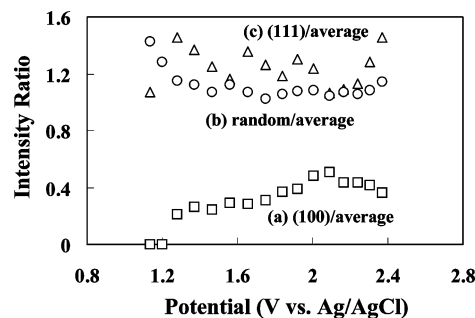 1.6
(c) (111)/average
1.2
(b) random/average
0.8
Intensity Ratio
0.4
(a) (100)/average
0
0.8
1.2
1.6
2
2.4
2.8
Potential (V vs. Ag/AgCl)